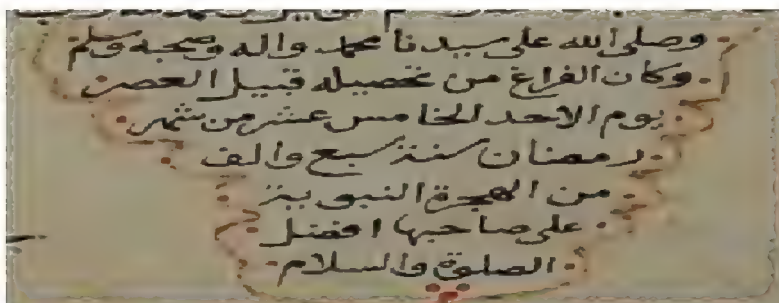 وصلى الله على سيدنا محمد واله وصحبه وسلم
وكان الفراغ من تحصيله قبيل العصر
يوم الاحد الخامس عشر من شهر
رمضان سنة سبع والف
من الهجرة النبوية
على صاحبها افضل
الصلوة والسلام